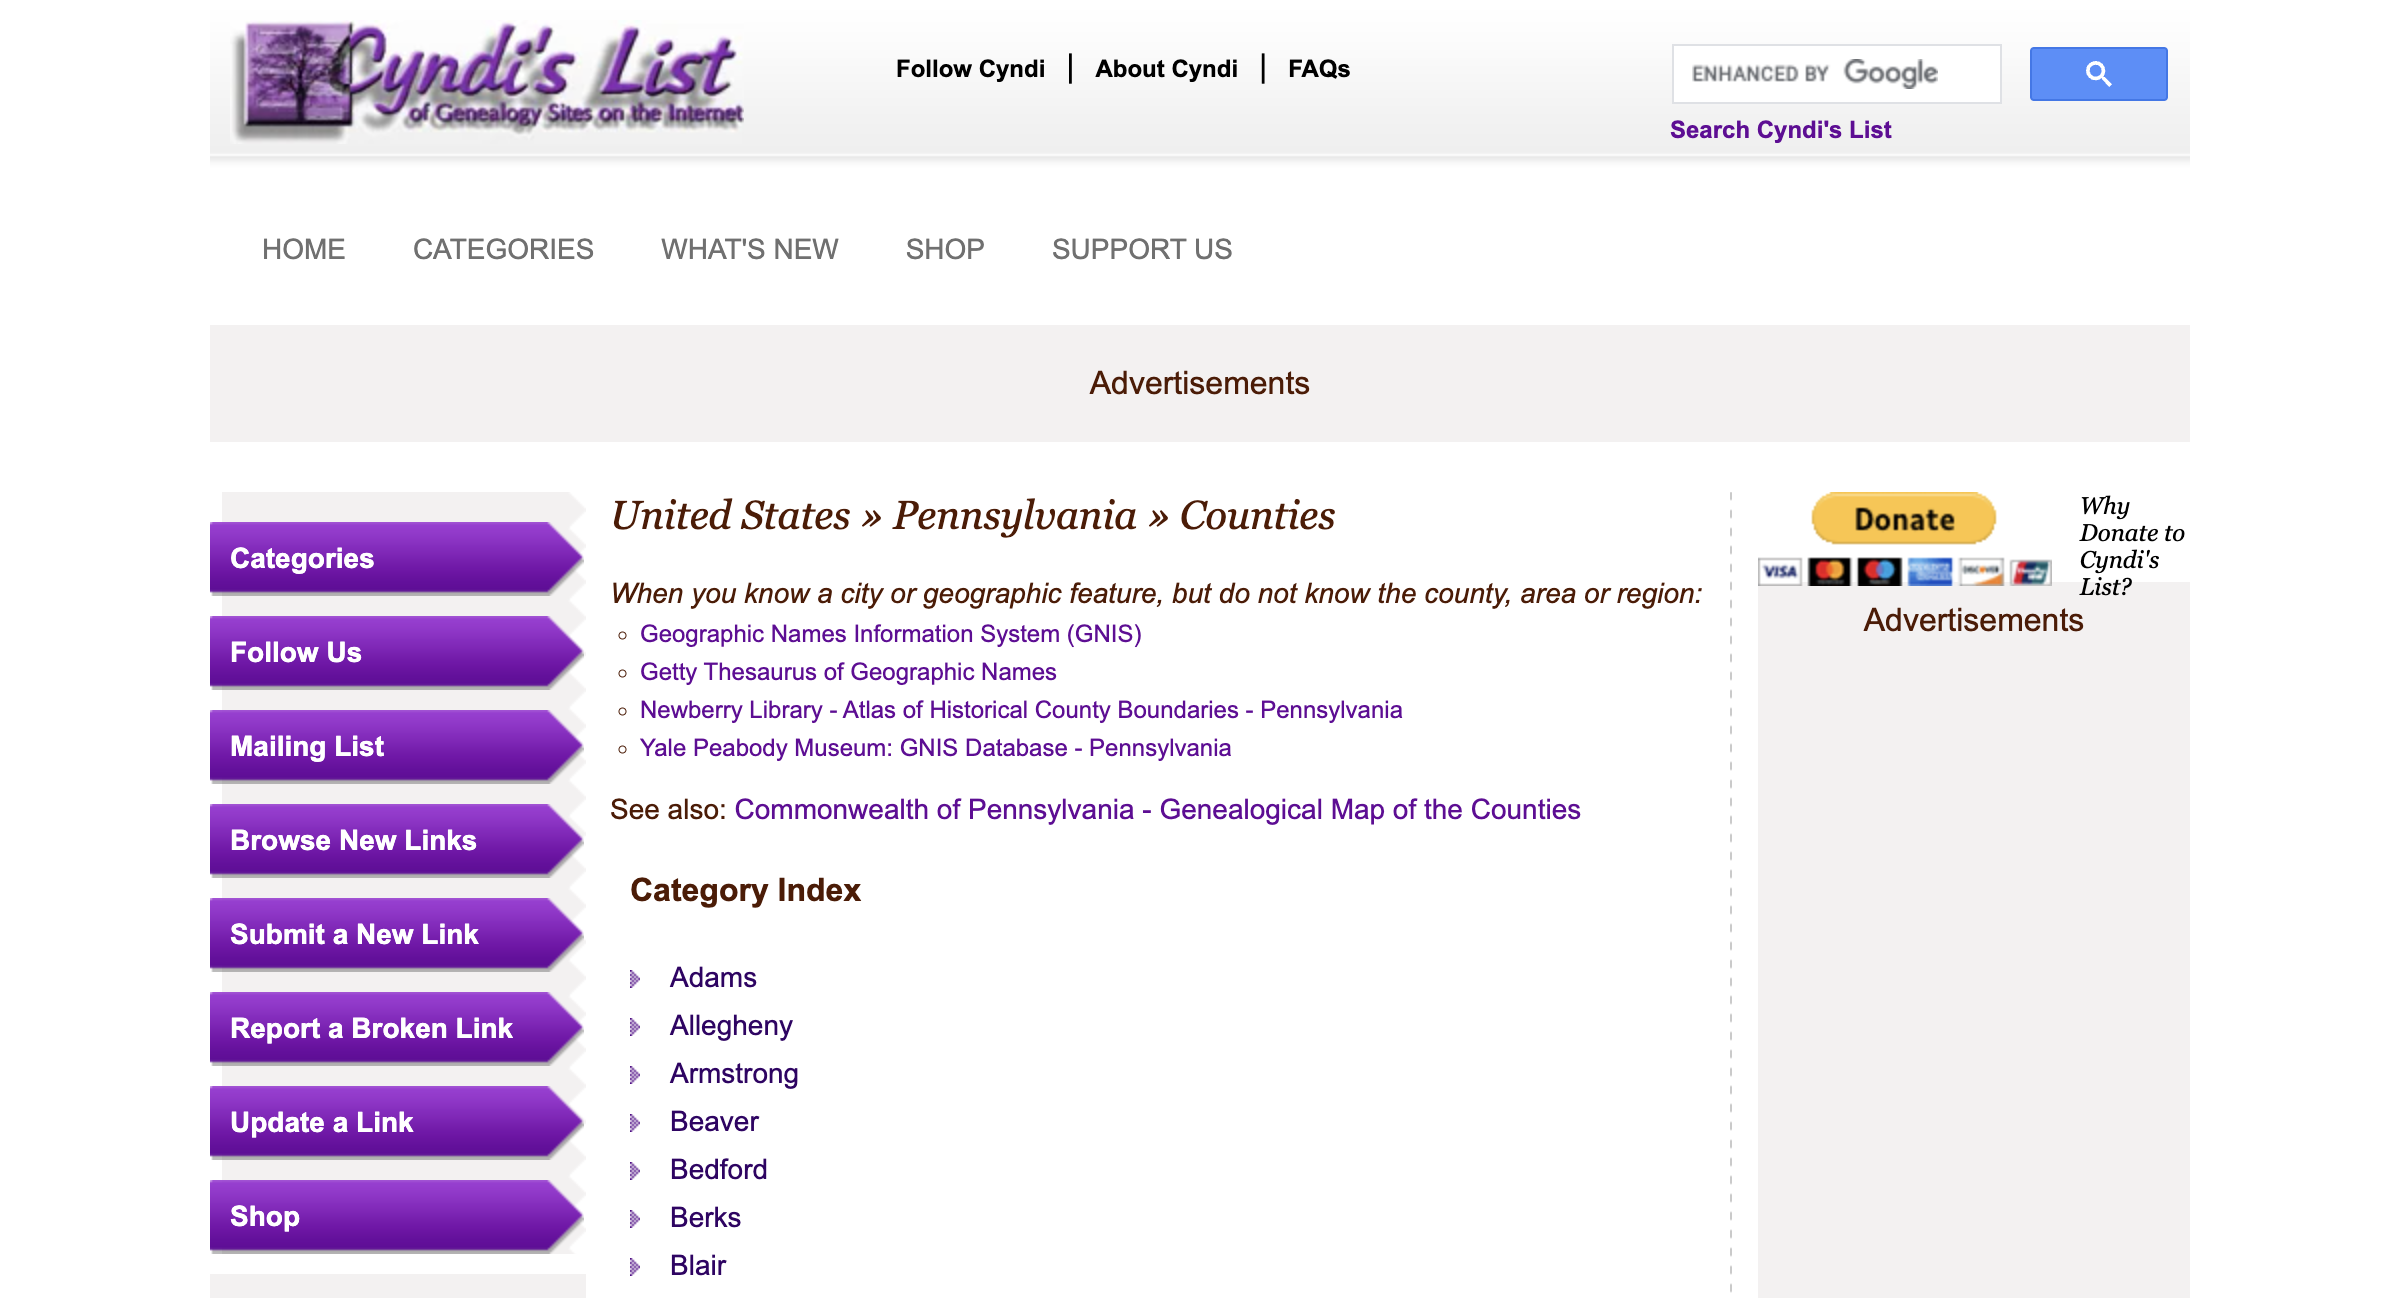 Cyndi's List
of Genealogy Sites on the Internet
Follow Cyndi | About Cyndi | FAQs
ENHANCED BY Google
Search Cyndi's List
HOME CATEGORIES WHAT'S NEW SHOP SUPPORT US
Advertisements
Categories
Follow Us
Mailing List
Browse New Links
Submit a New Link
Report a Broken Link
Update a Link
Shop
United States » Pennsylvania » Counties
When you know a city or geographic feature, but do not know the county, area or region:
Geographic Names Information System (GNIS)
Getty Thesaurus of Geographic Names
Newberry Library - Atlas of Historical County Boundaries - Pennsylvania
Yale Peabody Museum: GNIS Database - Pennsylvania
See also: Commonwealth of Pennsylvania - Genealogical Map of the Counties
Category Index
Adams
Allegheny
Armstrong
Beaver
Bedford
Berks
Blair
Donate
VISA
DISCOVER
Why
Donate to
Cyndi's
List?
Advertisements